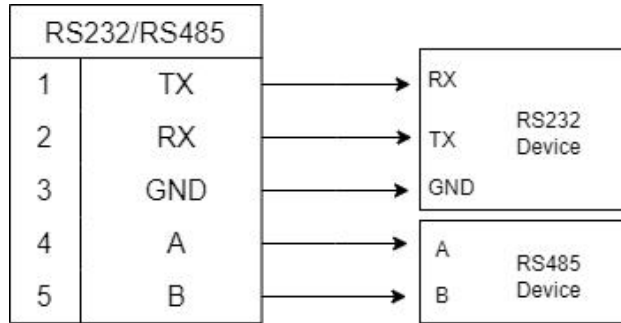 RS232/RS485
1 TX
2 RX
3 GND
4 A
5 B
RX
TX
GND
RS232
Device
A
B
RS485
Device